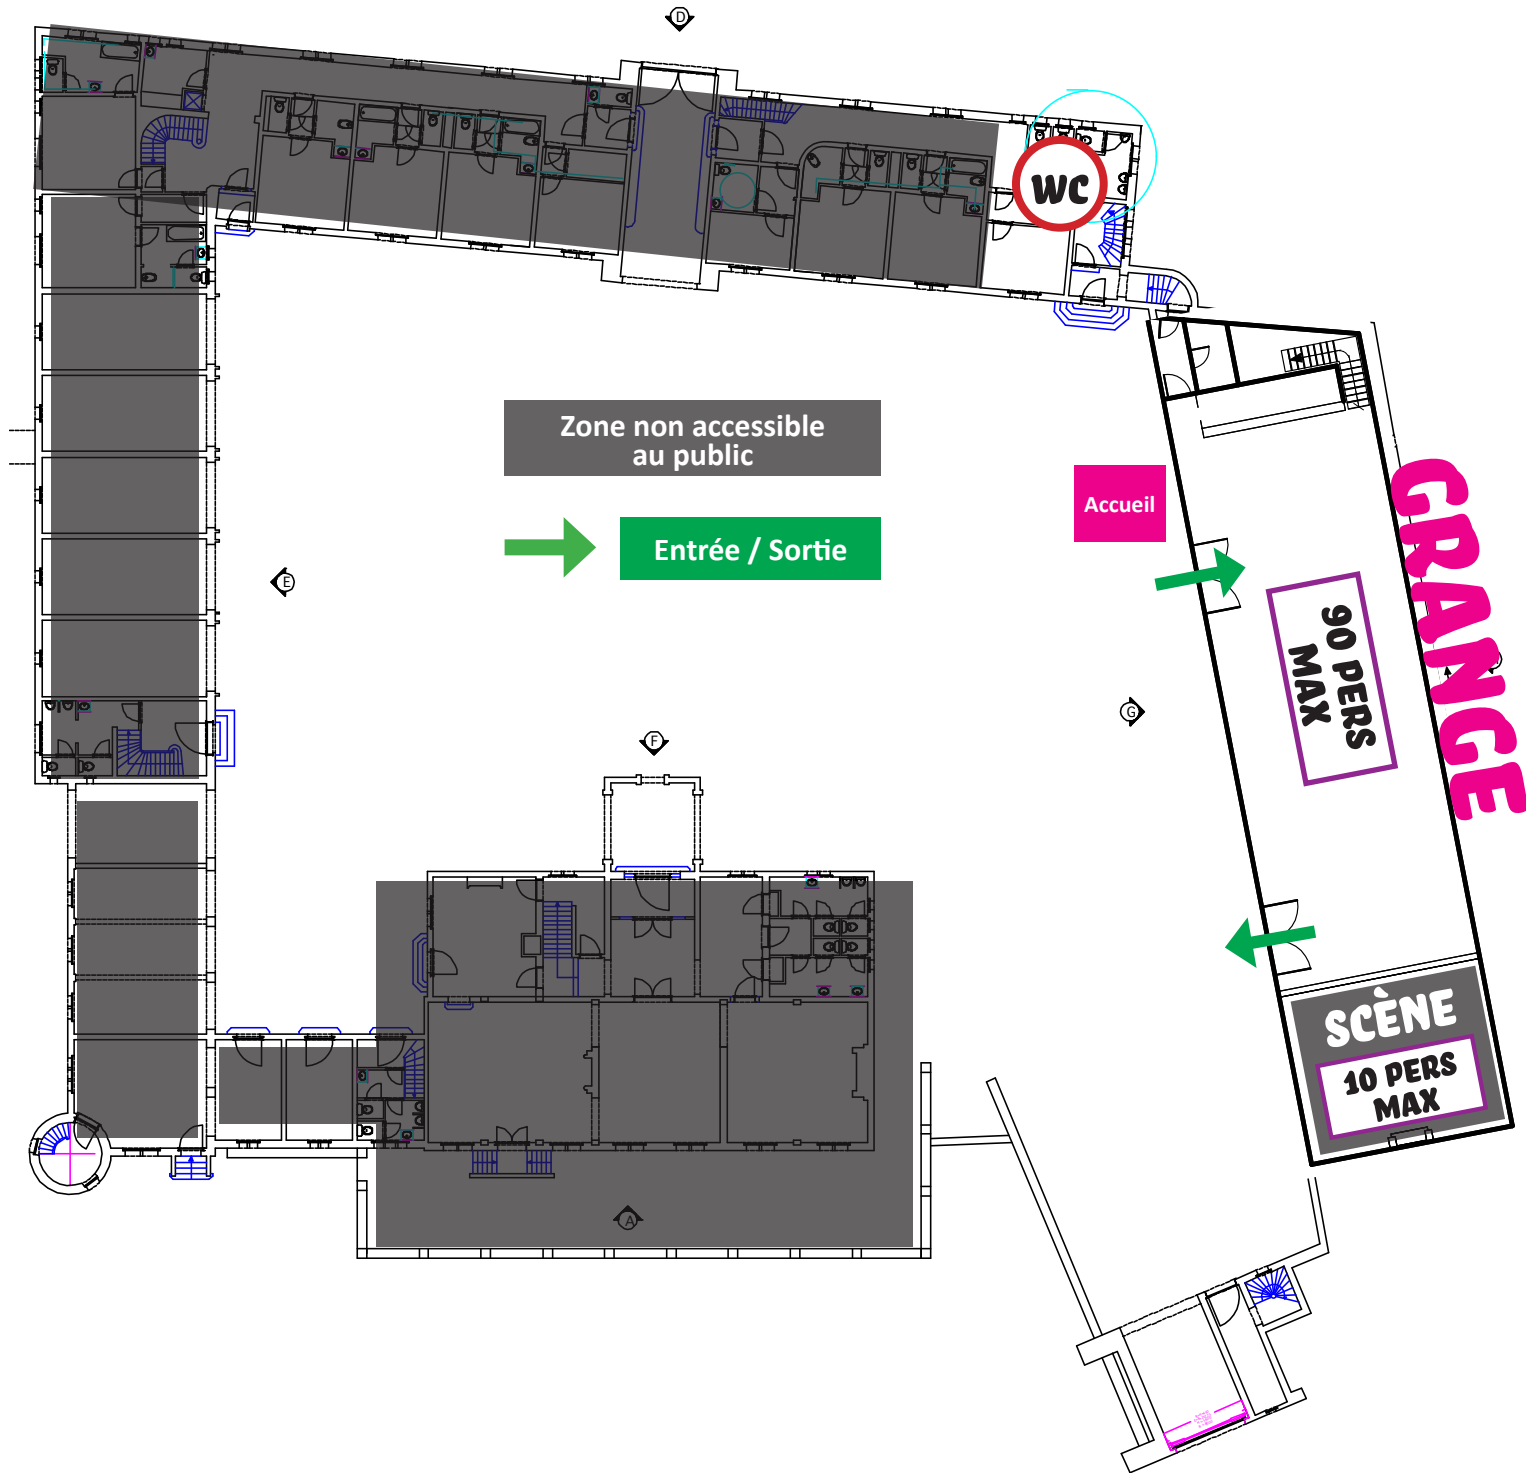 D
WC
Zone non accessible
au public
Accueil
Entrée / Sortie
GRANGE
E
90 PERS
MAX
G
F
SCÈNE
10 PERS
MAX
A